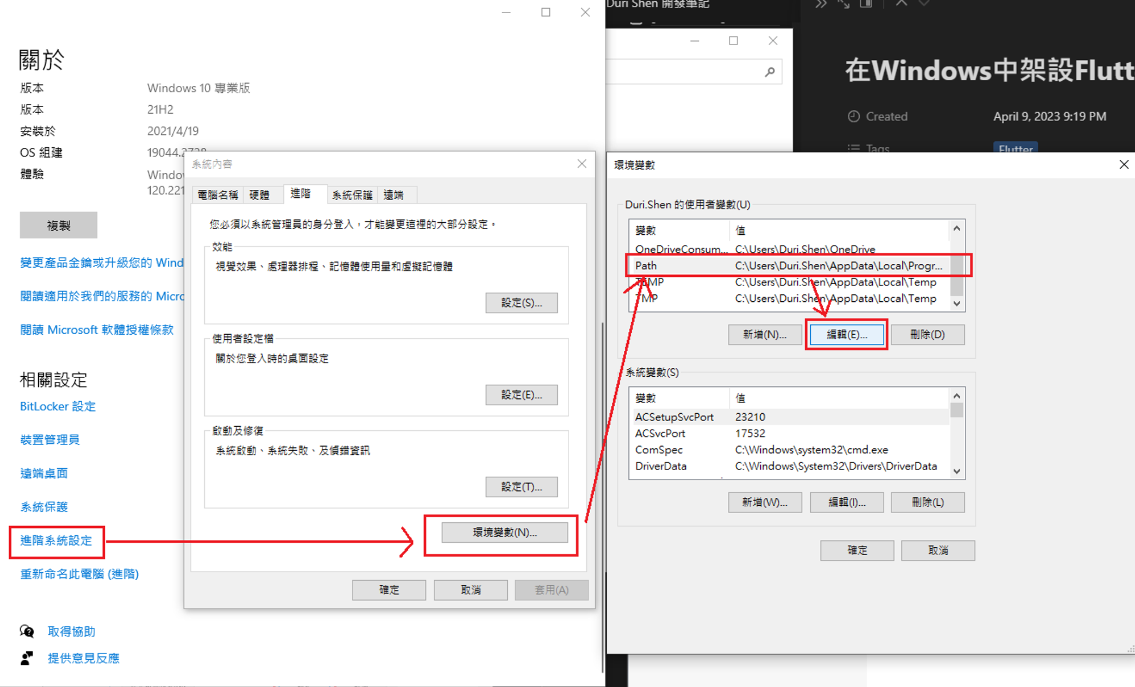 關於
版本 Windows 10 專業版
版本 21H2
安裝於 2021/4/19
OS 組建
體驗
120.221
複製
變更產品金鑰或升級您的 Wind
閱讀適用於我們的服務的 Micro
閱讀 Microsoft 軟體授權條款
相關設定
BitLocker 設定
裝置管理員
遠端桌面
系統保護
進階系統設定
重新命名此電腦 (進階)
取得協助
提供意見反應
系統內容
電腦名稱 硬體 進階 系統保護 遠端
您必須以系統管理員的身分登入，才能變更這裡的大部分設定。
效能
視覺效果、處理器排程、記憶體使用量和虛擬記憶體
設定(S)...
使用者設定檔
關於您登入時的桌面設定
設定(E)...
啟動及修復
系統啟動、系統失敗、及偵錯資訊
設定(T)...
環境變數(N)...
確定 取消 套用(A)
Duri Shen 開發筆記
在Windows中架設Flutt
Created April 9, 2023 9:19 PM
Tags Flutter
環境變數
Duri.Shen 的使用者變數(U)
變數 值
OneDriveConsum... C:\Users\Duri.Shen\OneDrive
Path C:\Users\Duri.Shen\AppData\Local\Progr...
TEMP C:\Users\Duri.Shen\AppData\Local\Temp
TMP C:\Users\Duri.Shen\AppData\Local\Temp
新增(N)... 編輯(E)... 刪除(D)
系統變數(S)
變數 值
ACSetupSvcPort 23210
ACSvcPort 17532
ComSpec C:\Windows\system32\cmd.exe
DriverData C:\Windows\System32\Drivers\DriverData
新增(W)... 編輯(I)... 刪除(L)
確定 取消